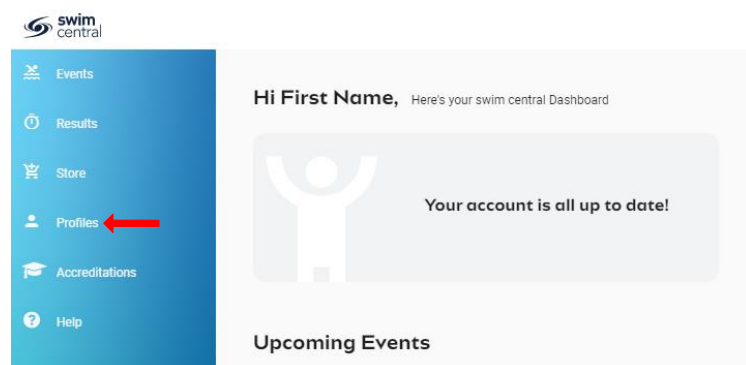 swim
central
Events
Results
Store
Profiles
Accreditations
Help
Hi First Name, Here's your swim central Dashboard
Your account is all up to date!
Upcoming Events